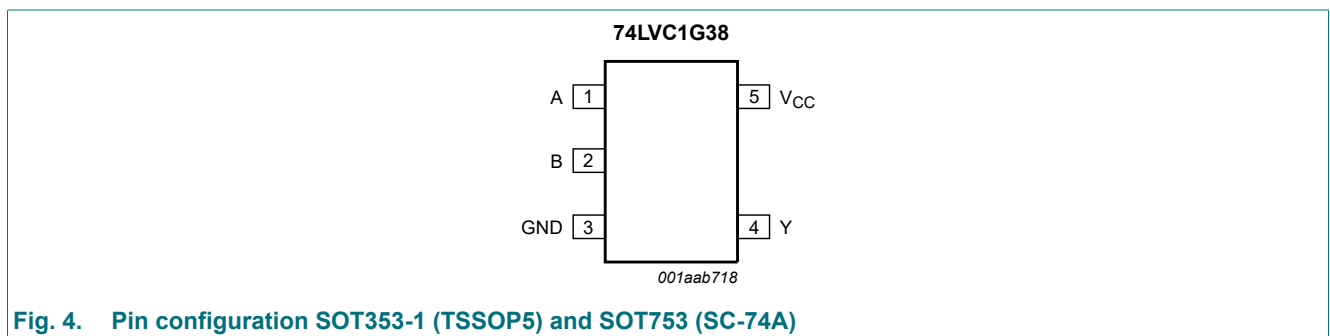 74LVC1G38
A 1 5 VCC
B 2
GND 3 4 Y
001aab718
Fig. 4. Pin configuration SOT353-1 (TSSOP5) and SOT753 (SC-74A)